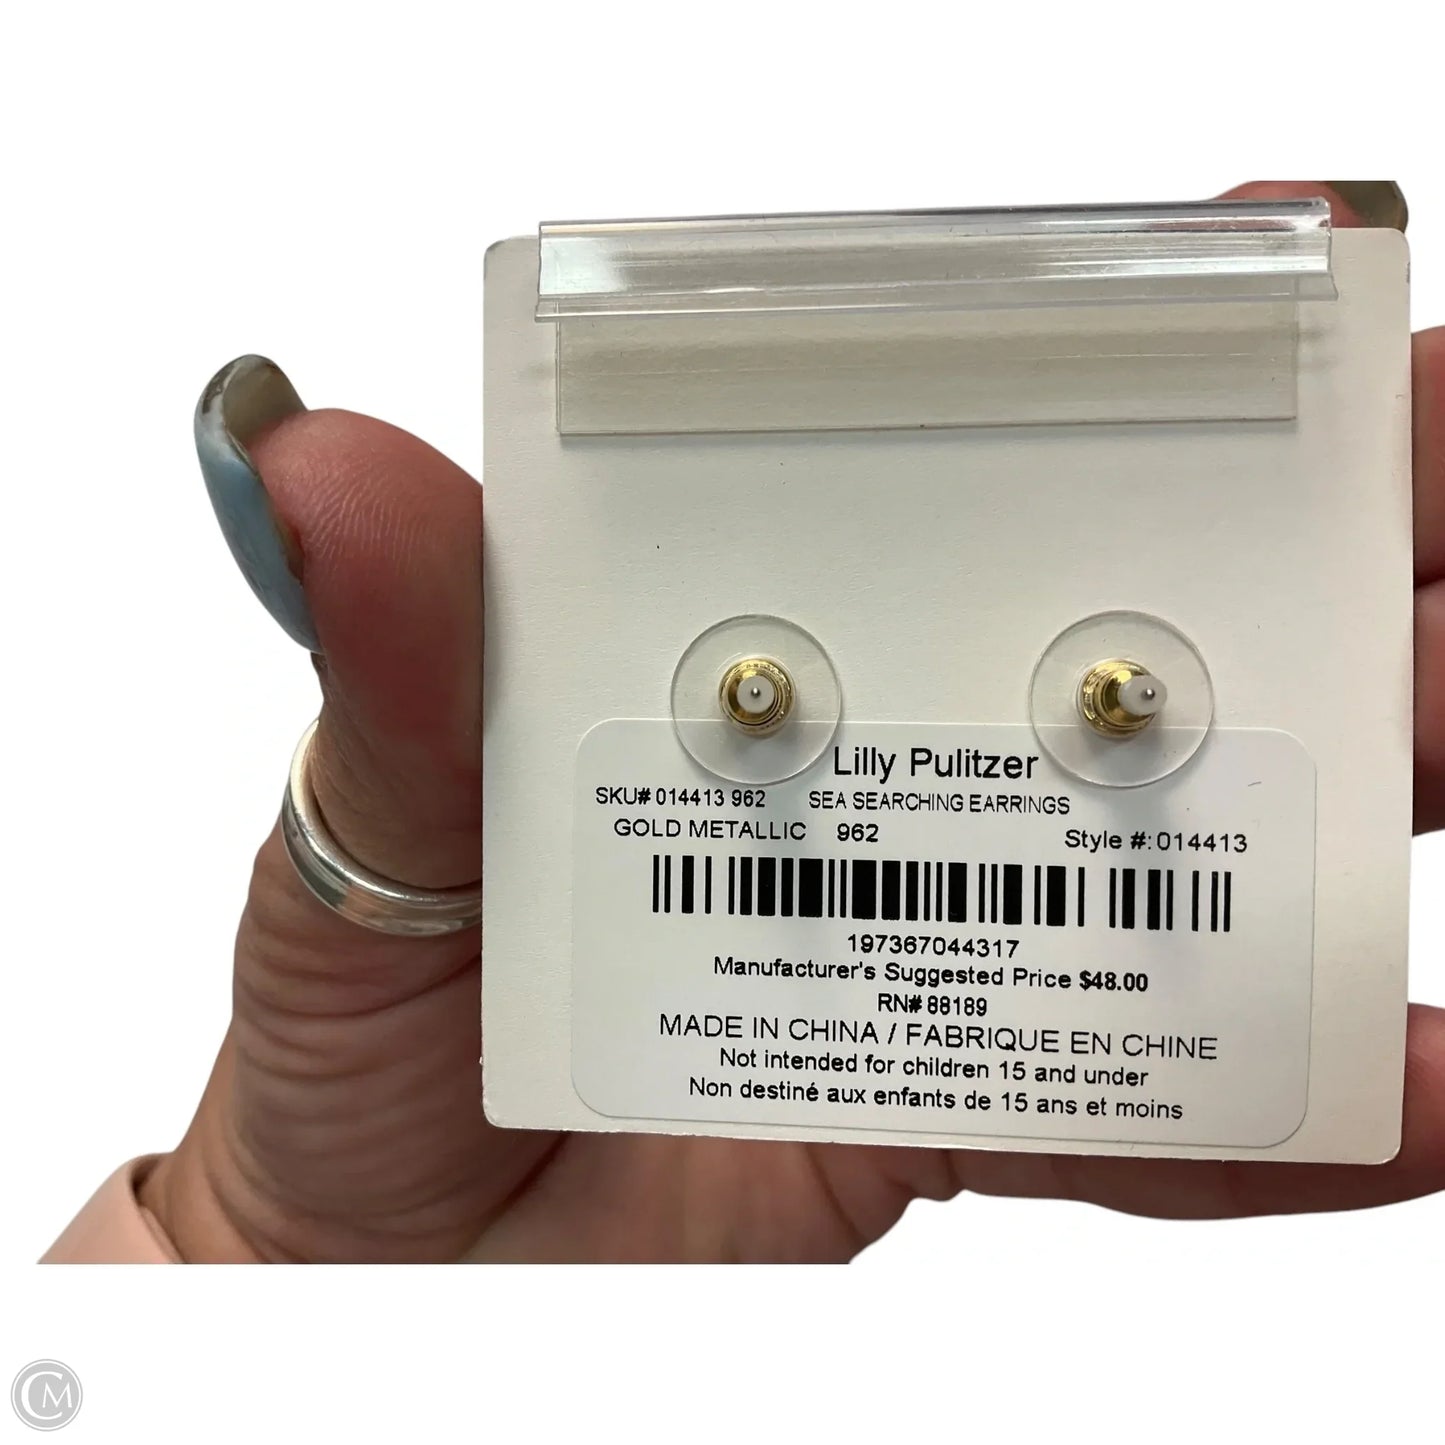 Lilly Pulitzer
SKU# 014413 962 SEA SEARCHING EARRINGS
GOLD METALLIC 962 Style #: 014413
197367044317
Manufacturer's Suggested Price $48.00
RN# 88189
MADE IN CHINA / FABRIQUE EN CHINE
Not intended for children 15 and under
Non destiné aux enfants de 15 ans et moins
CM